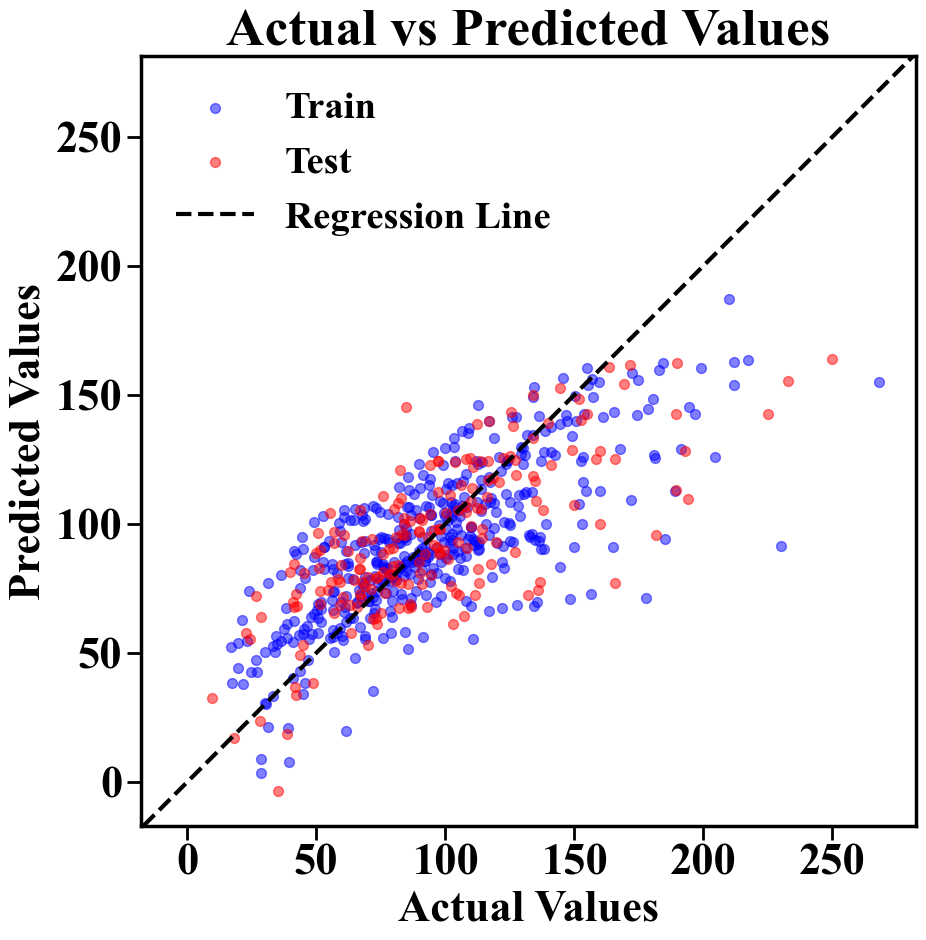 Actual vs Predicted Values
Train
Test
Regression Line
250
200
150
100
50
0
Predicted Values
0 50 100 150 200 250
Actual Values